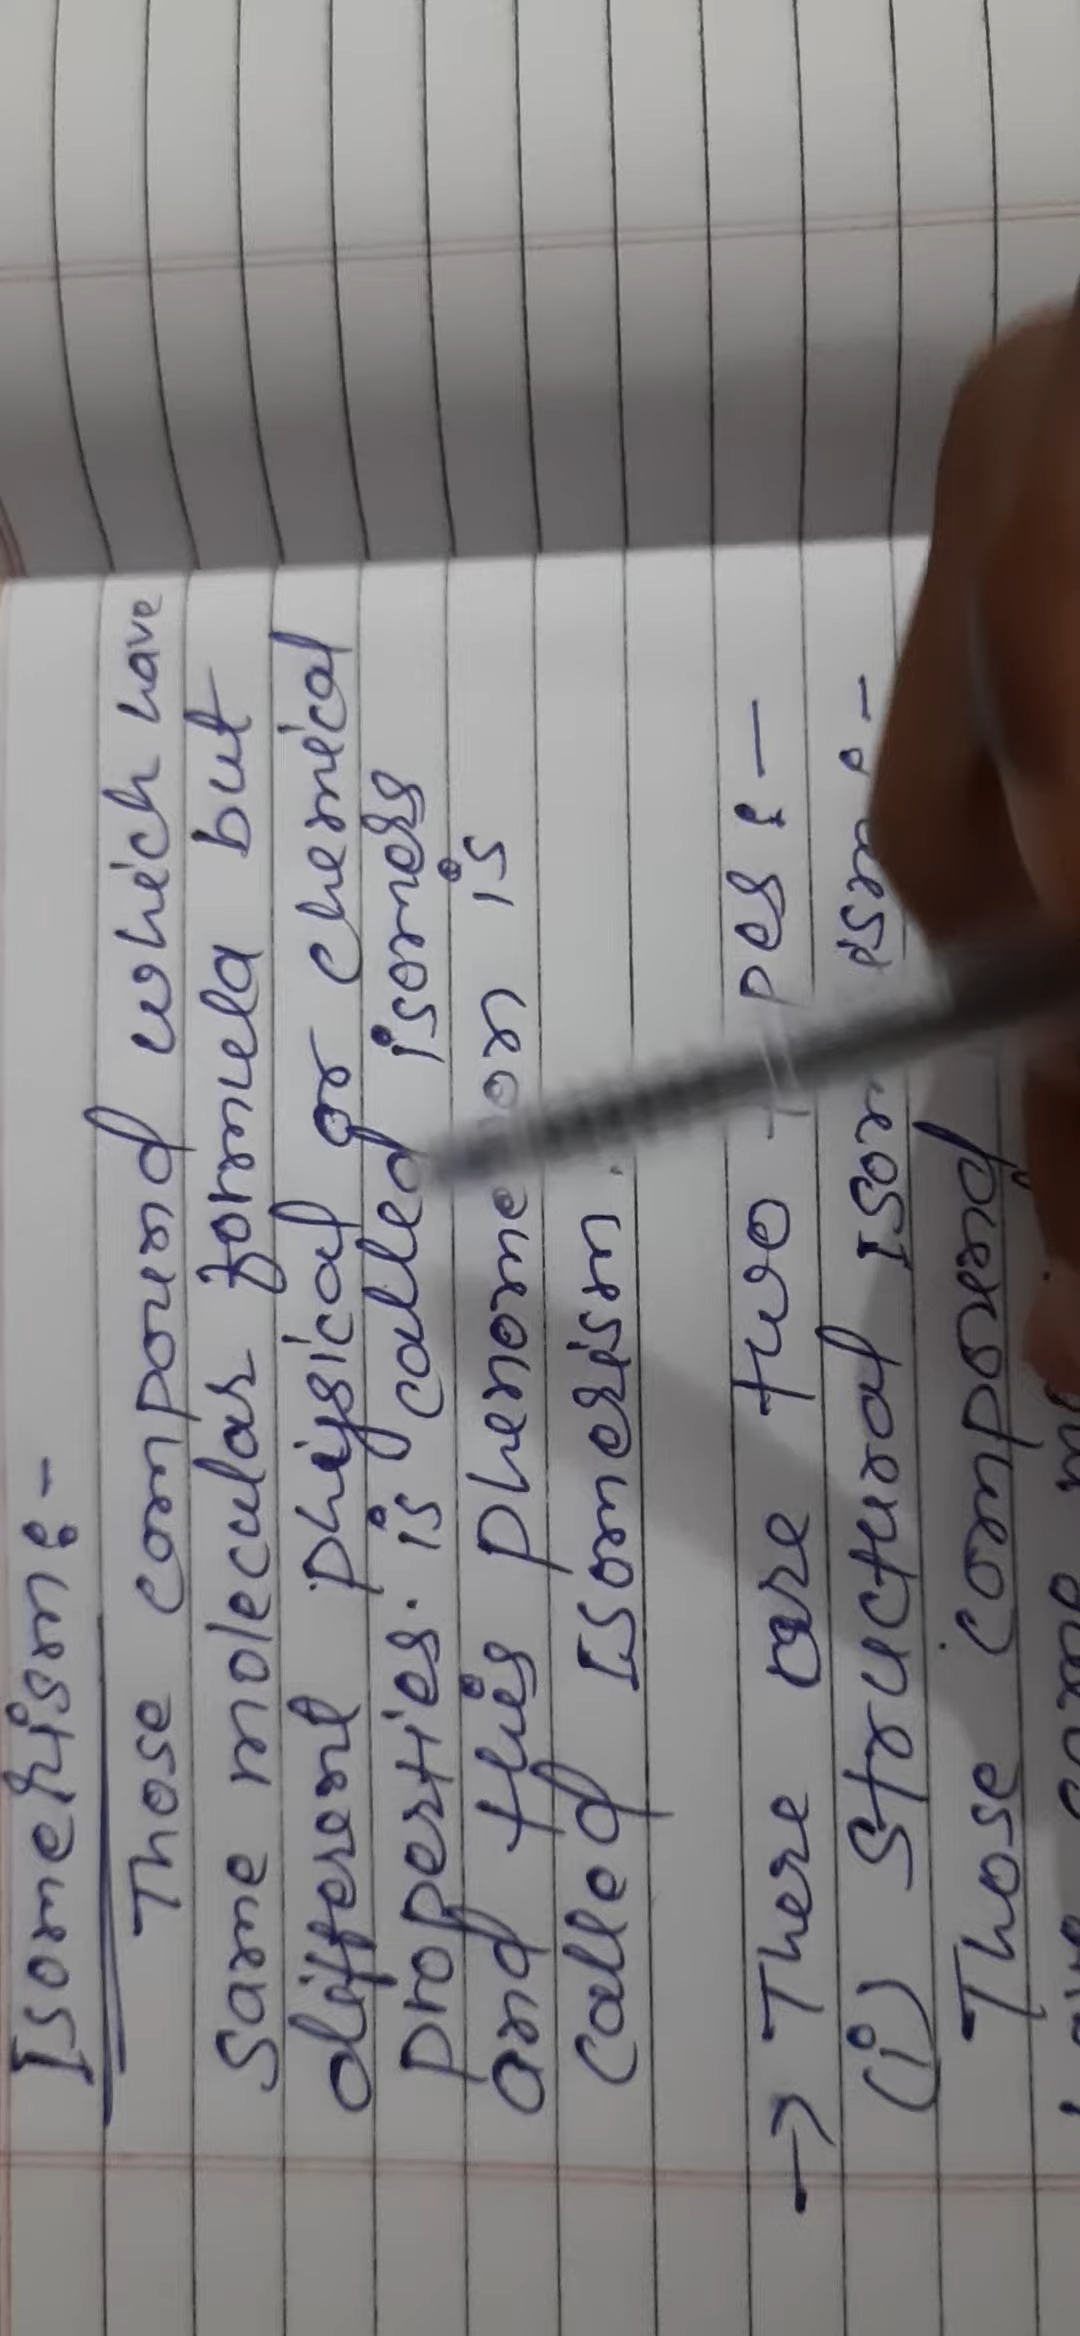 Isomerism :-
Those compound which have
Same molecular formula but
different physical or chemical
properties. is called isomers
and this phenomenon is
called Isomerism.
→ There are two :-
(i) Structural
Those compound